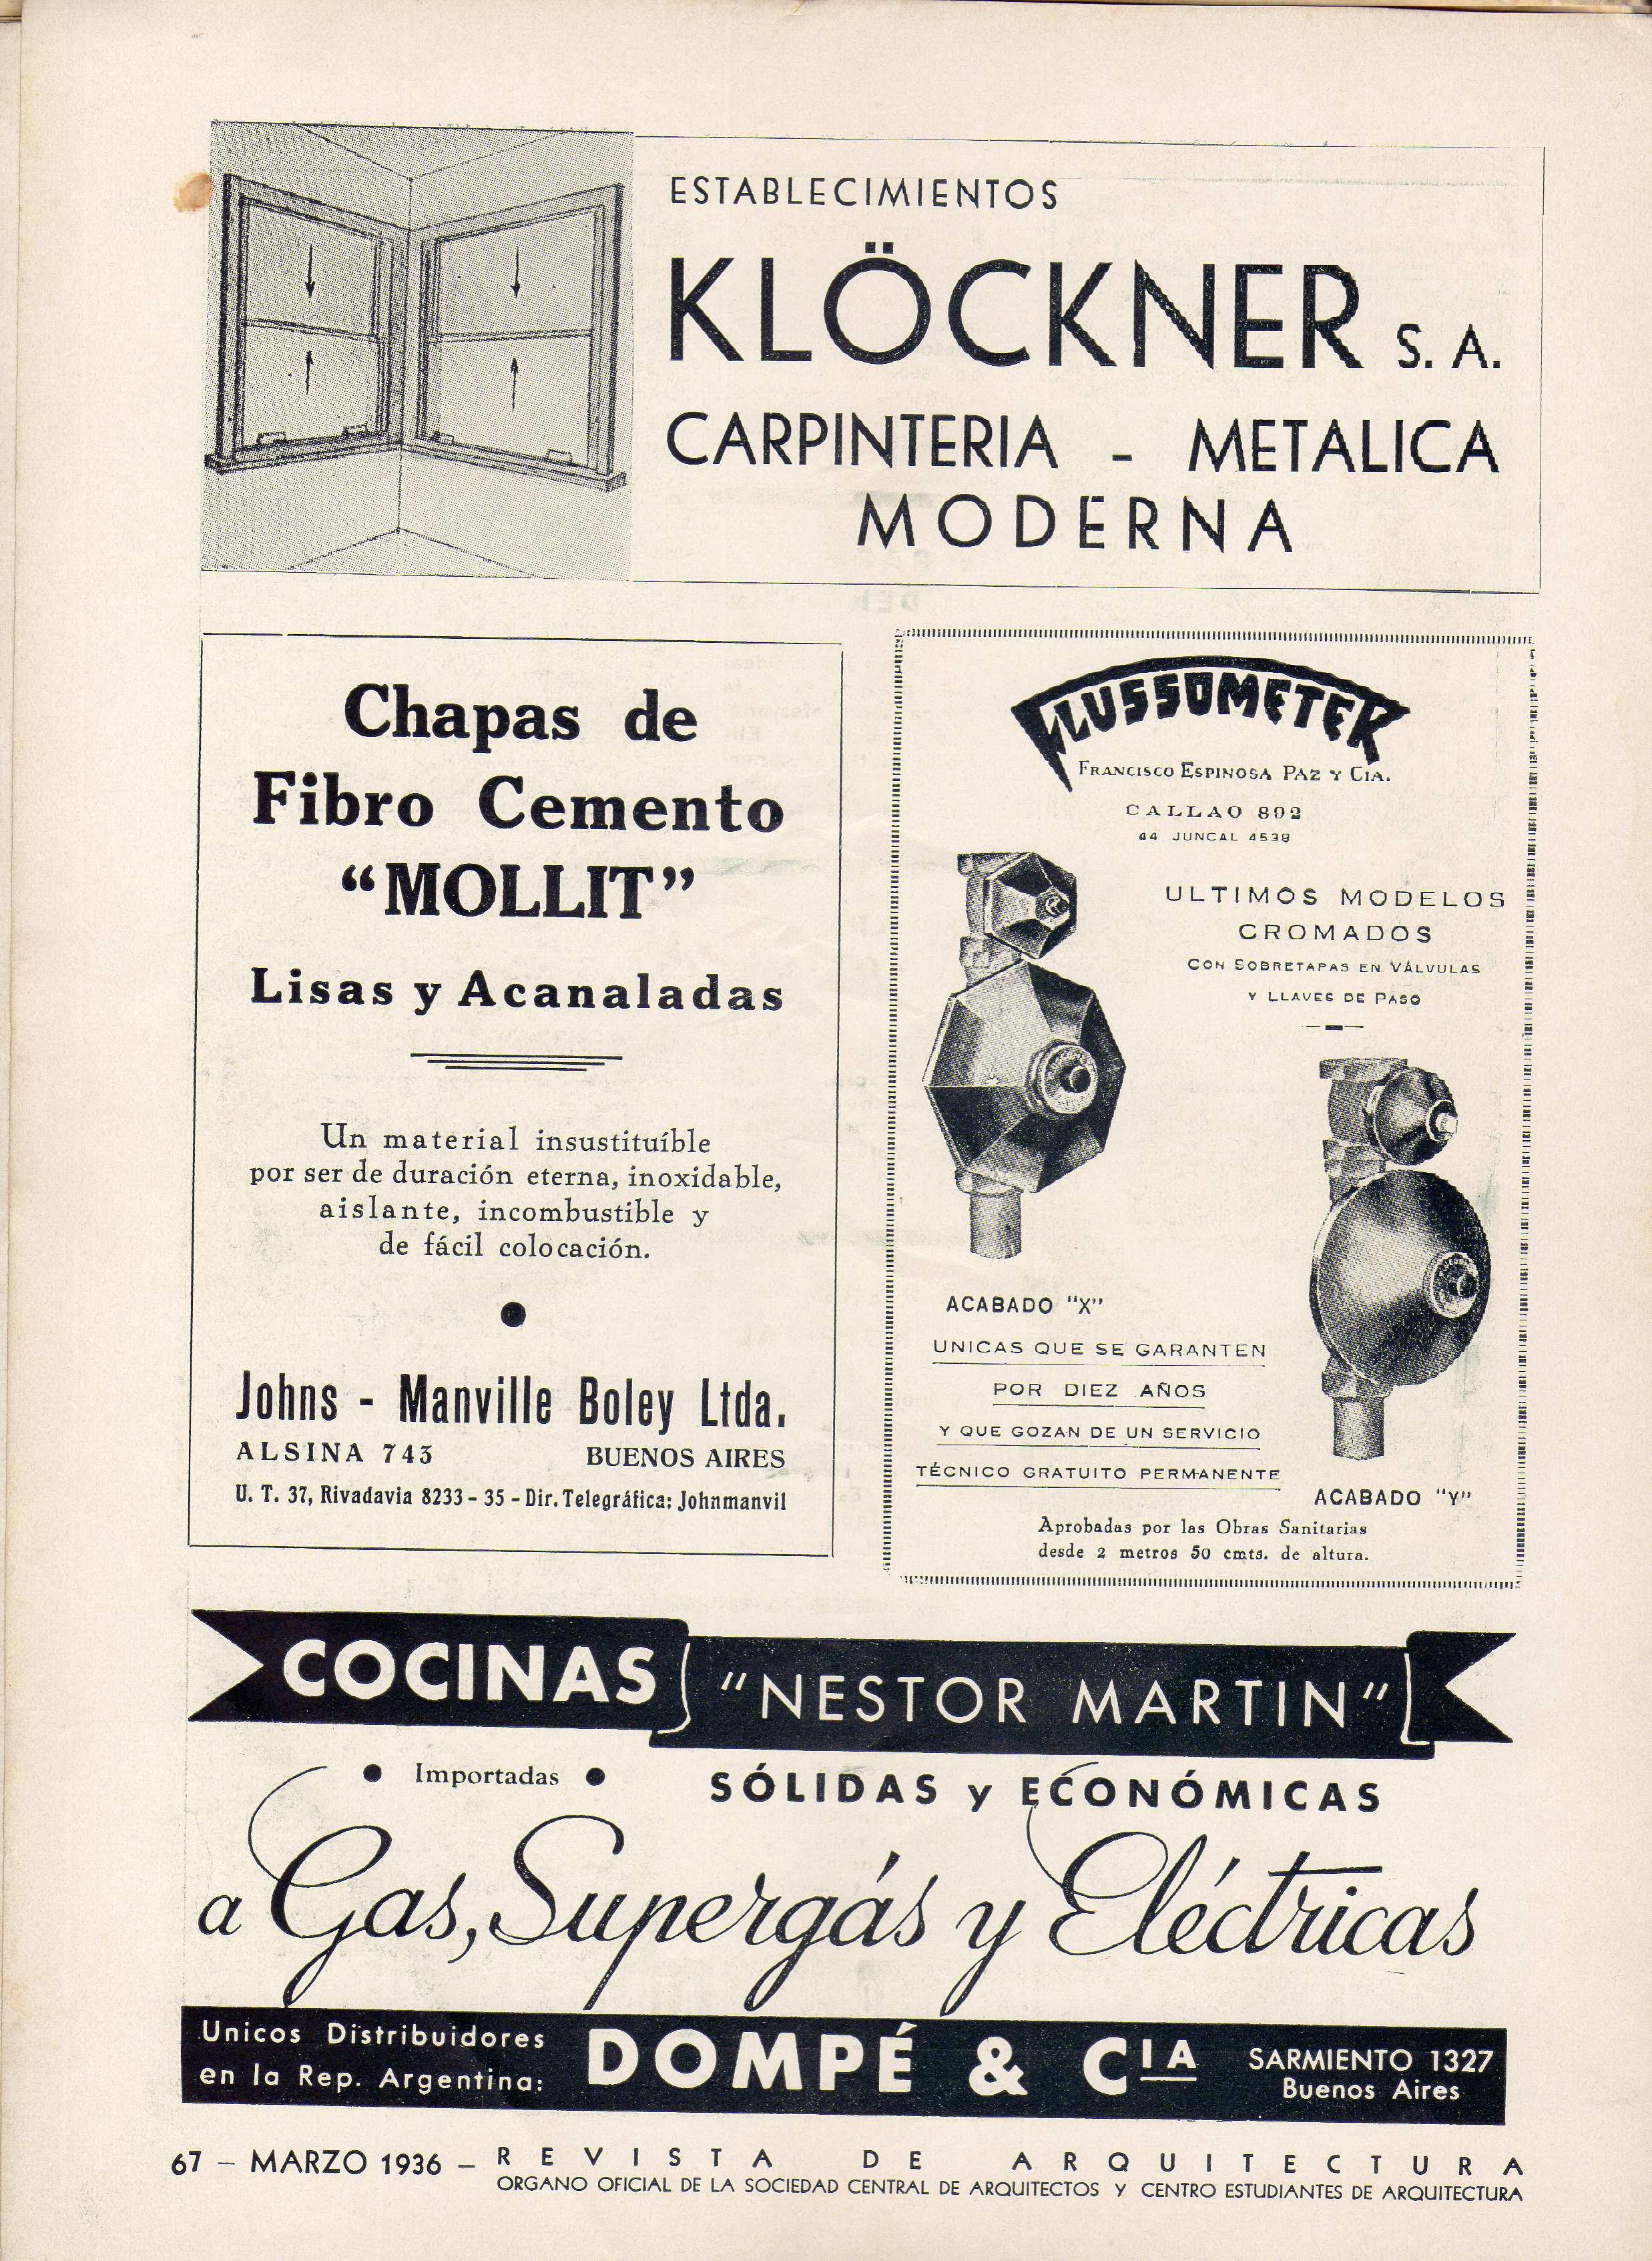 ESTABLECIMIENTOS
KLÖCKNER S. A.
CARPINTERIA - METALICA
MODERNA
Chapas de
Fibro Cemento
“MOLLIT”
Lisas y Acanaladas
Un material insustituíble
por ser de duración eterna, inoxidable,
aislante, incombustible y
de fácil colocación.
Johns - Manville Boley Ltda.
ALSINA 743 BUENOS AIRES
U. T. 37, Rivadavia 8233 - 35 - Dir. Telegráfica: Johnmanvil
FLUSSOMETER
FRANCISCO ESPINOSA PAZ Y CIA.
CALLAO 892
44 JUNCAL 4538
ULTIMOS MODELOS
CROMADOS
CON SOBRETAPAS EN VÁLVULAS
Y LLAVES DE PASO
ACABADO "X"
UNICAS QUE SE GARANTEN
POR DIEZ AÑOS
Y QUE GOZAN DE UN SERVICIO
TÉCNICO GRATUITO PERMANENTE
ACABADO "Y"
Aprobadas por las Obras Sanitarias
desde 2 metros 50 cmts. de altura.
COCINAS "NESTOR MARTIN"
• Importadas • SÓLIDAS y ECONÓMICAS
a Gas, Supergás y Eléctricas
Unicos Distribuidores
en la Rep. Argentina:
DOMPÉ & CIA
SARMIENTO 1327
Buenos Aires
67 - MARZO 1936 - REVISTA DE ARQUITECTURA
ORGANO OFICIAL DE LA SOCIEDAD CENTRAL DE ARQUITECTOS Y CENTRO ESTUDIANTES DE ARQUITECTURA